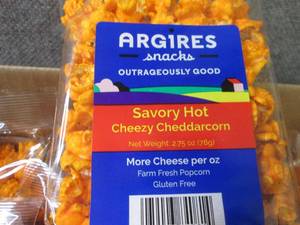 ARGIRES
snacks
OUTRAGEOUSLY GOOD
Savory Hot
Cheezy Cheddarcorn
Net Weight. 2.75 oz (78g)
More Cheese per oz
Farm Fresh Popcorn
Gluten Free